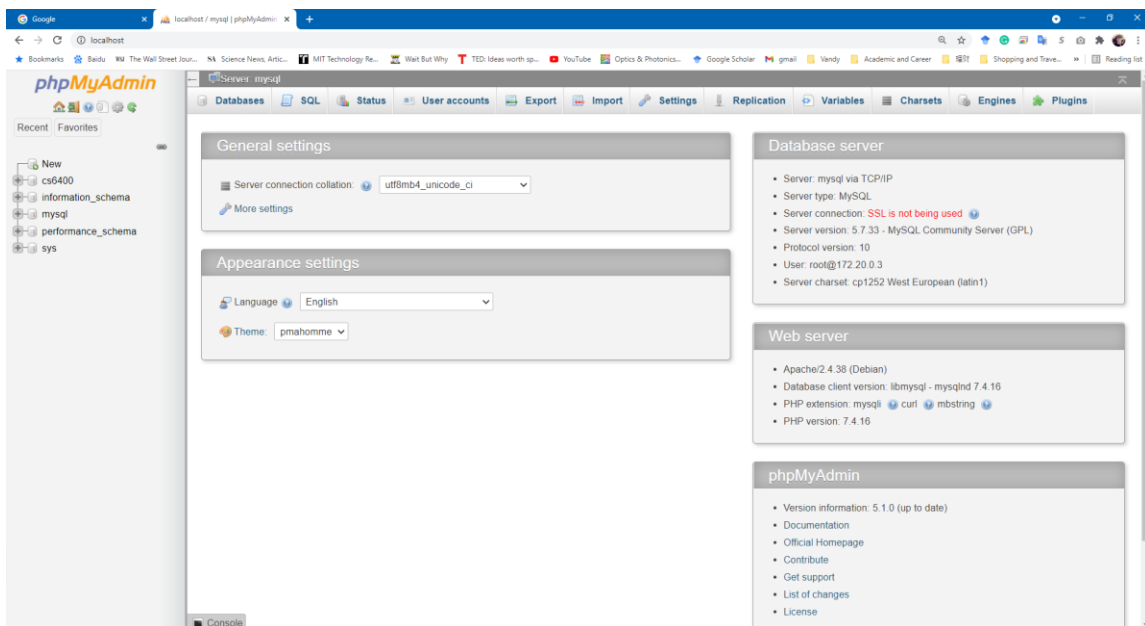 Google
localhost / mysql | phpMyAdmin
localhost
Bookmarks Baidu WSJ The Wall Street Jour... SN Science News, Artic... MIT Technology Re... Wait But Why TED: Ideas worth sp... YouTube Optics & Photonics... Google Scholar gmail Vandy Academic and Career Shopping and Trave... » Reading list
phpMyAdmin
Recent Favorites
New
cs6400
information_schema
mysql
performance_schema
sys
Server: mysql
Databases SQL Status User accounts Export Import Settings Replication Variables Charsets Engines Plugins
General settings
Server connection collation: utf8mb4_unicode_ci
More settings
Appearance settings
Language English
Theme: pmahomme
Database server
Server: mysql via TCP/IP
Server type: MySQL
Server connection: SSL is not being used
Server version: 5.7.33 - MySQL Community Server (GPL)
Protocol version: 10
User: root@172.20.0.3
Server charset: cp1252 West European (latin1)
Web server
Apache/2.4.38 (Debian)
Database client version: libmysql - mysqlnd 7.4.16
PHP extension: mysqli curl mbstring
PHP version: 7.4.16
phpMyAdmin
Version information: 5.1.0 (up to date)
Documentation
Official Homepage
Contribute
Get support
List of changes
License
Console